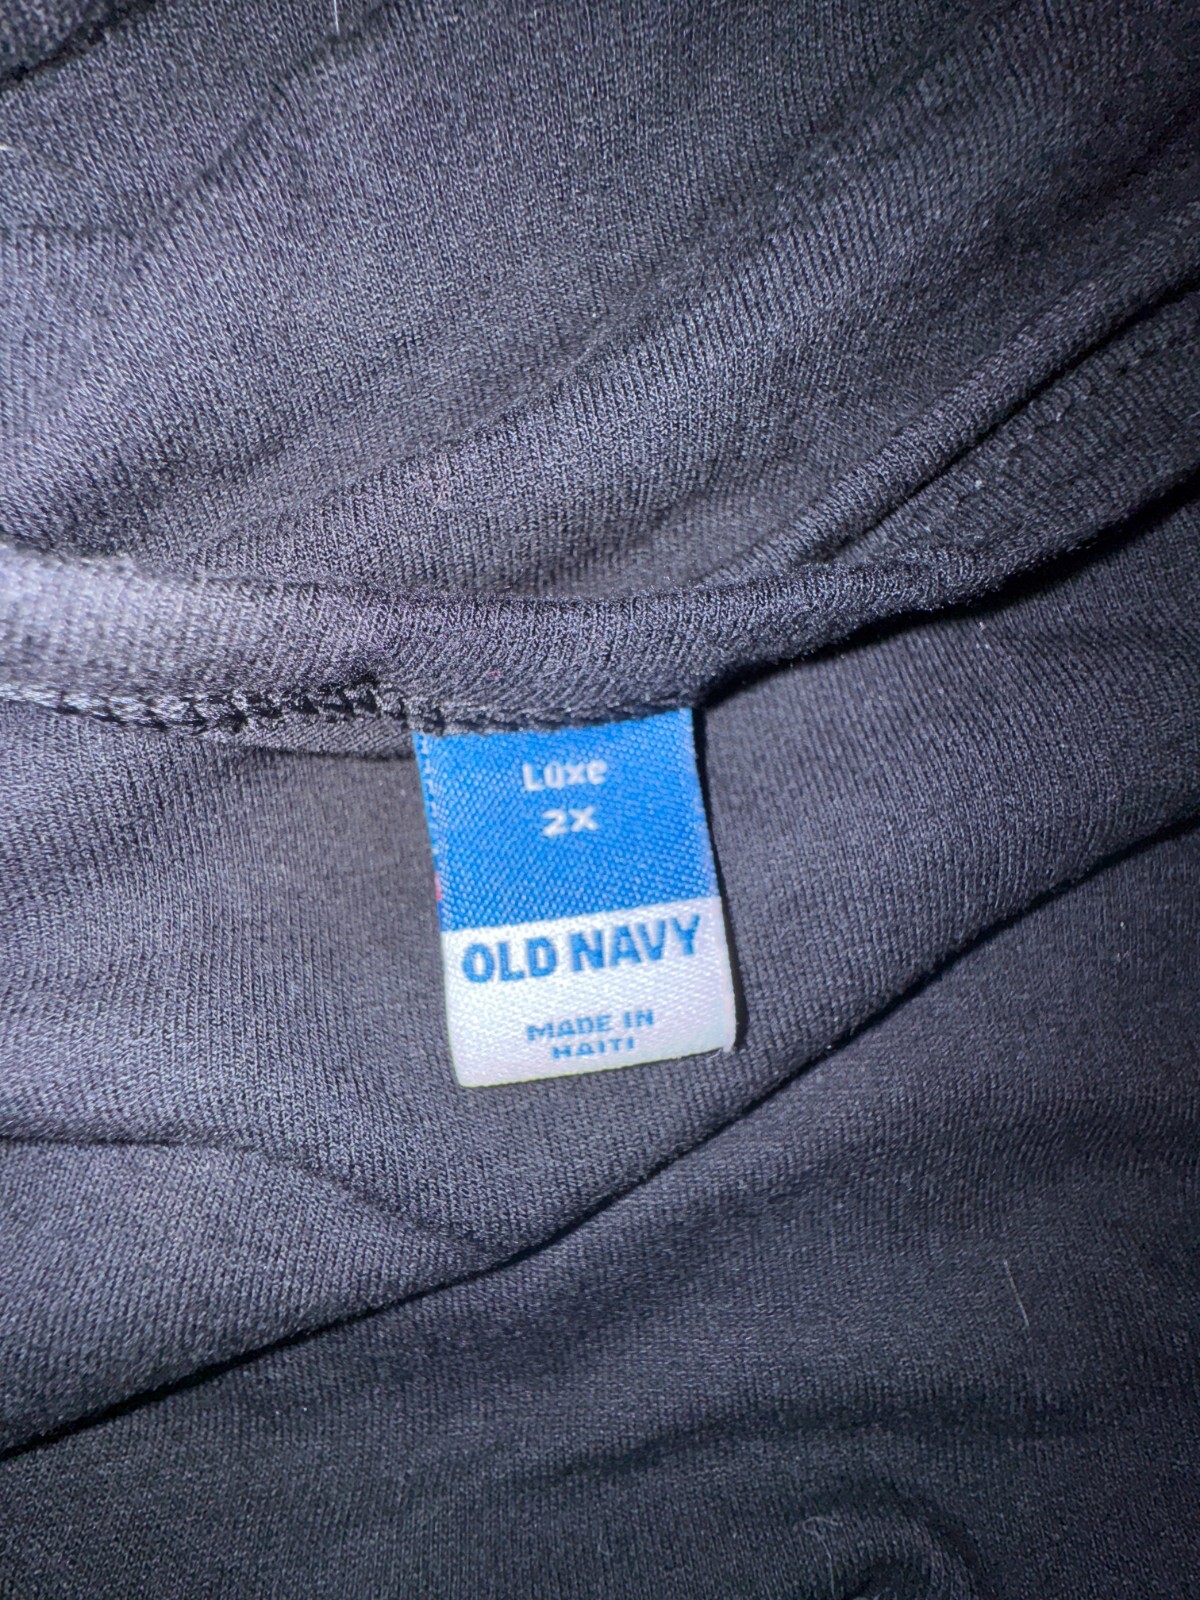 Luxe
2X
OLD NAVY
MADE IN
HAITI